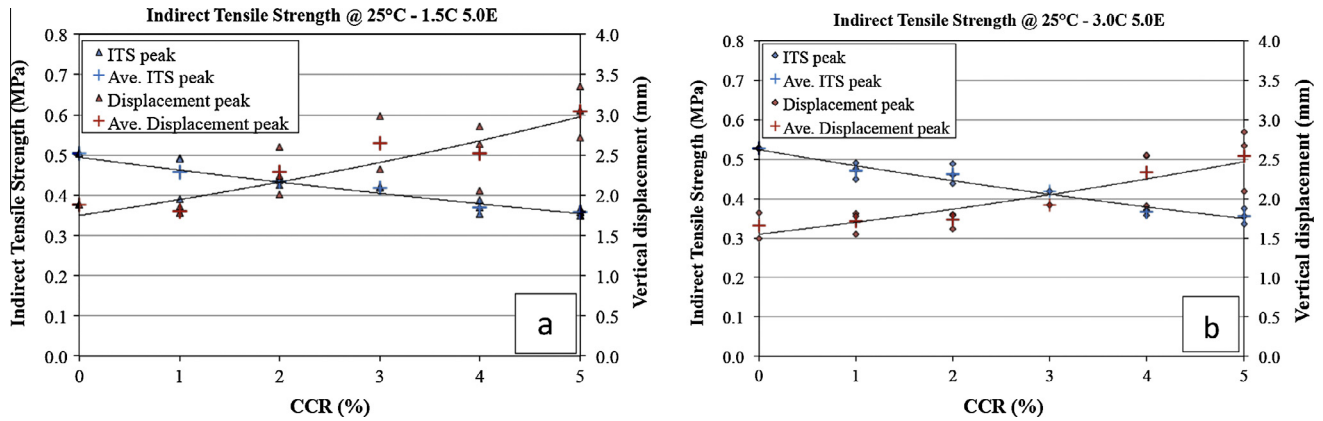 Indirect Tensile Strength @ 25°C - 1.5C 5.0E
ITS peak
Ave. ITS peak
Displacement peak
Ave. Displacement peak
Indirect Tensile Strength (MPa)
0.8
0.7
0.6
0.5
0.4
0.3
0.2
0.1
0.0
4.0
3.5
3.0
2.5
2.0
1.5
1.0
0.5
0.0
Vertical displacement (mm)
0 1 2 3 4 5
CCR (%)
a
Indirect Tensile Strength @ 25°C - 3.0C 5.0E
ITS peak
Ave. ITS peak
Displacement peak
Ave. Displacement peak
Indirect Tensile Strength (MPa)
0.8
0.7
0.6
0.5
0.4
0.3
0.2
0.1
0.0
4.0
3.5
3.0
2.5
2.0
1.5
1.0
0.5
0.0
Vertical displacement (mm)
0 1 2 3 4 5
CCR (%)
b